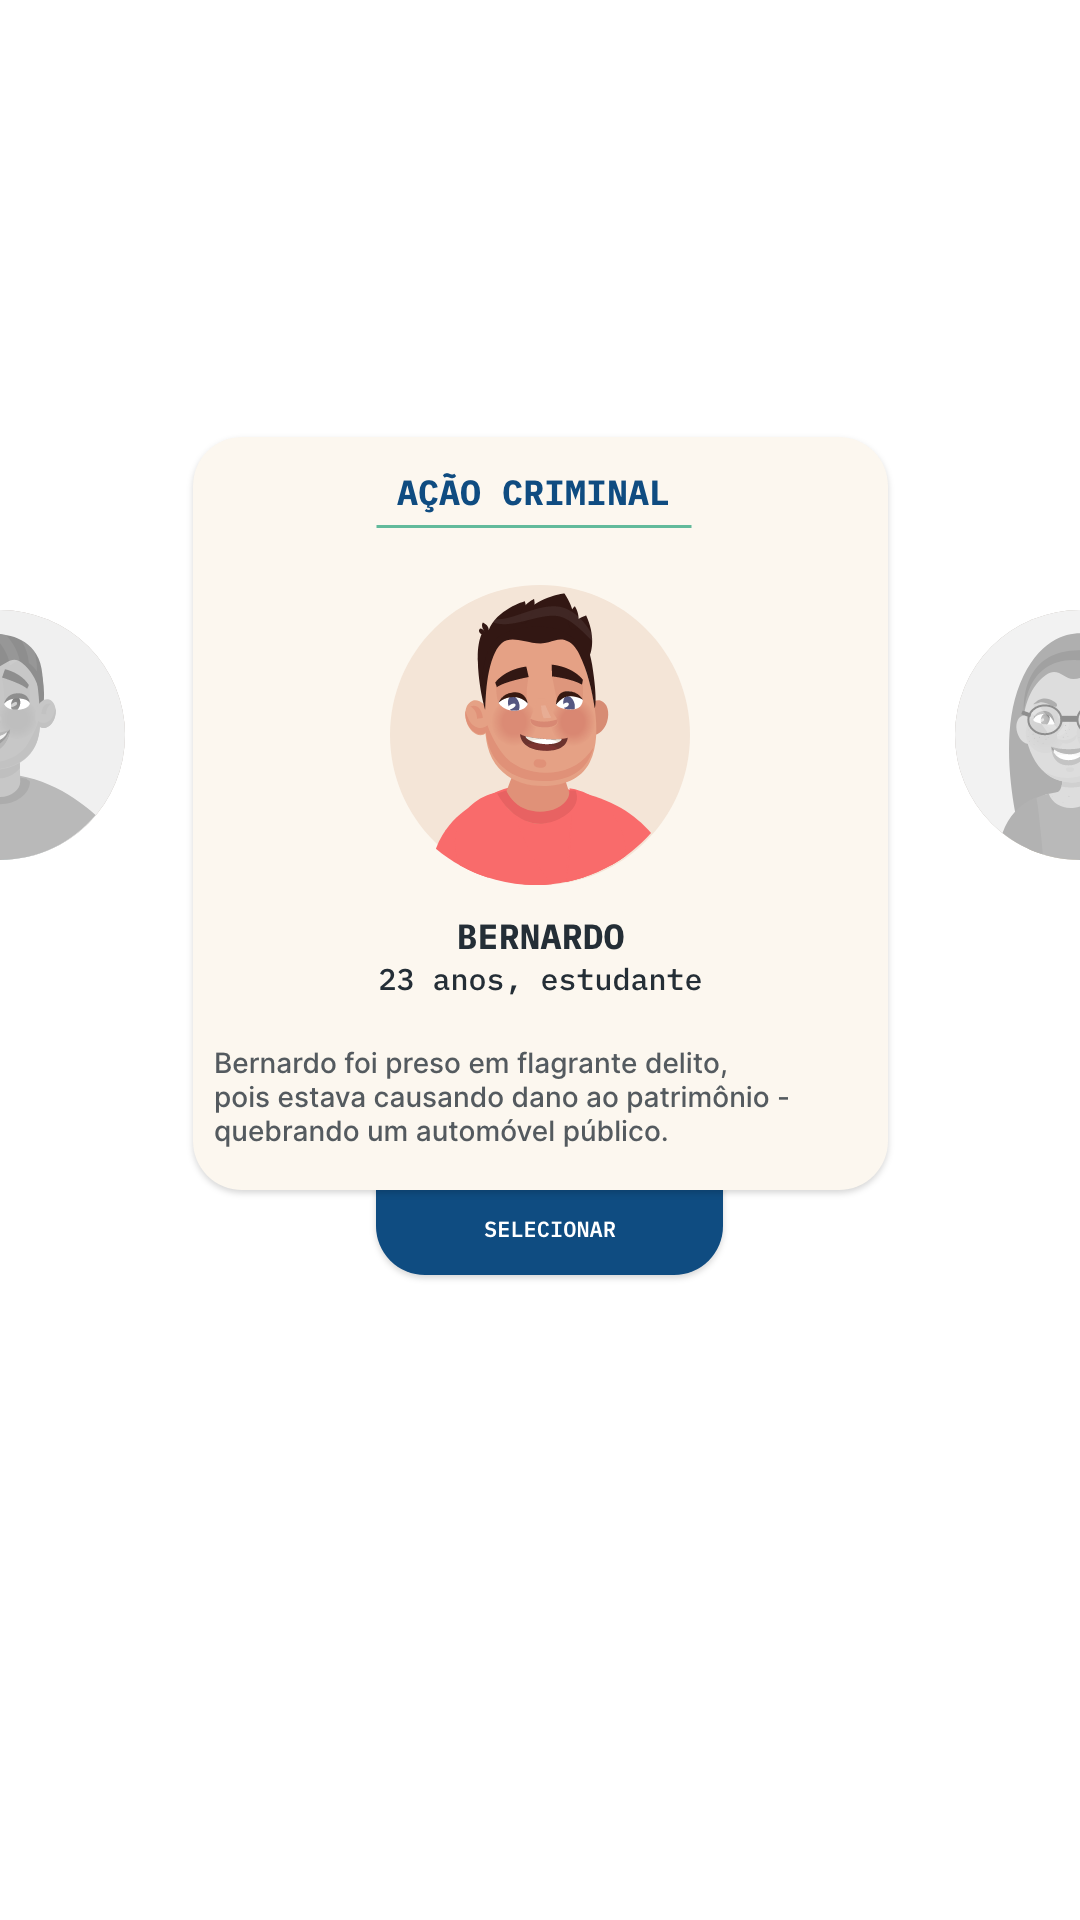 AÇÃO CRIMINAL
BERNARDO
23 anos, estudante
Bernardo foi preso em flagrante delito,
pois estava causando dano ao patrimônio -
quebrando um automóvel público.
SELECIONAR